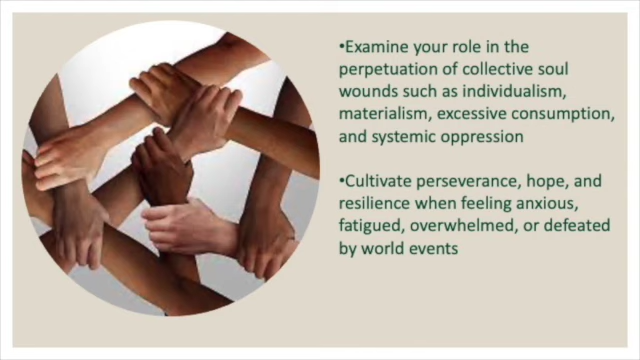 •Examine your role in the
perpetuation of collective soul
wounds such as individualism,
materialism, excessive consumption,
and systemic oppression
•Cultivate perseverance, hope, and
resilience when feeling anxious,
fatigued, overwhelmed, or defeated
by world events